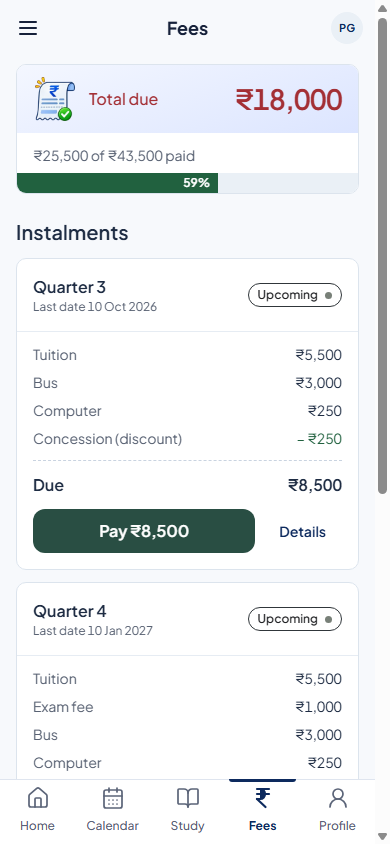 Fees
PG
Total due ₹18,000
₹25,500 of ₹43,500 paid
59%
Instalments
Quarter 3
Last date 10 Oct 2026
Upcoming
Tuition ₹5,500
Bus ₹3,000
Computer ₹250
Concession (discount) – ₹250
Due ₹8,500
Pay ₹8,500
Details
Quarter 4
Last date 10 Jan 2027
Upcoming
Tuition ₹5,500
Exam fee ₹1,000
Bus ₹3,000
Computer ₹250
Home Calendar Study Fees Profile